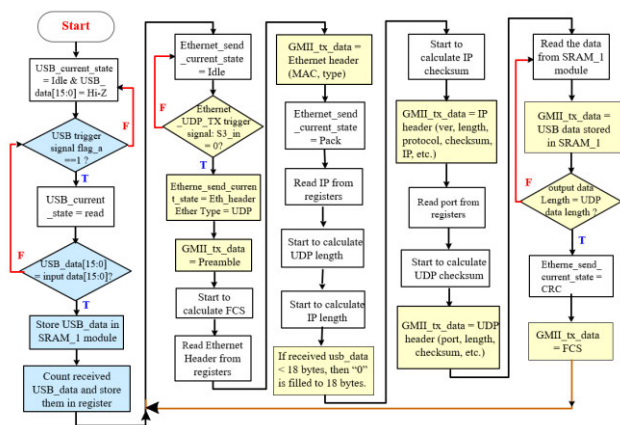 Start
USB_current_state
= Idle & USB_
data[15:0] = Hi-Z
F
USB trigger
signal flag_a
==1 ?
T
USB_current
_state = read
F
USB_data[15:0]
= input data[15:0]?
T
Store USB_data in
SRAM_1 module
Count received
USB_data and store
them in register
Ethernet_send
_current_state
= Idle
F
Ethernet
_UDP_TX trigger
signal: S3_in
= 0?
T
Etherne_send_curren
t_state = Eth_header
Ether Type = UDP
GMII_tx_data
= Preamble
Start to
calculate FCS
Read Ethernet
Header from
registers
GMII_tx_data =
Ethernet header
(MAC, type)
Ethernet_send
_current_state
= Pack
Read IP from
registers
Start to calculate
UDP length
Start to calculate
IP length
If received usb_data
< 18 bytes, then “0”
is filled to 18 bytes.
Start to
calculate IP
checksum
GMII_tx_data = IP
header (ver, length,
protocol, checksum,
IP, etc.)
Read port from
registers
Start to
calculate UDP
checksum
GMII_tx_data = UDP
header (port, length,
checksum, etc.)
Read the data
from SRAM_1
module
GMII_tx_data =
USB data stored
in SRAM_1
F
output data
Length = UDP
data length ?
T
Etherne_send_
current_state =
CRC
GMII_tx_data
= FCS